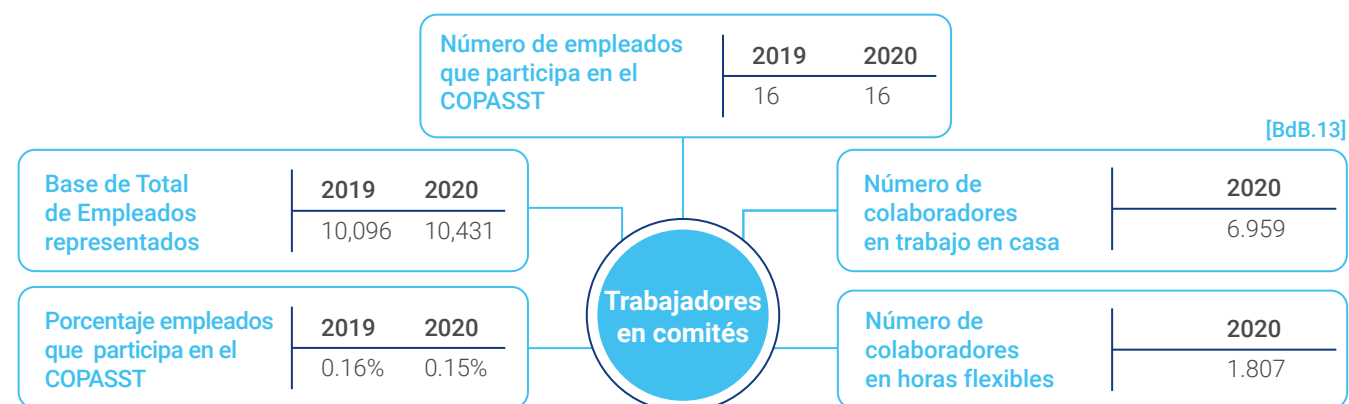 Número de empleados
que participa en el
COPASST
2019 2020
16 16
[BdB.13]
Base de Total
de Empleados
representados
2019 2020
10,096 10,431
Número de
colaboradores
en trabajo en casa
2020
6.959
Trabajadores
en comités
Porcentaje empleados
que participa en el
COPASST
2019 2020
0.16% 0.15%
Número de
colaboradores
en horas flexibles
2020
1.807